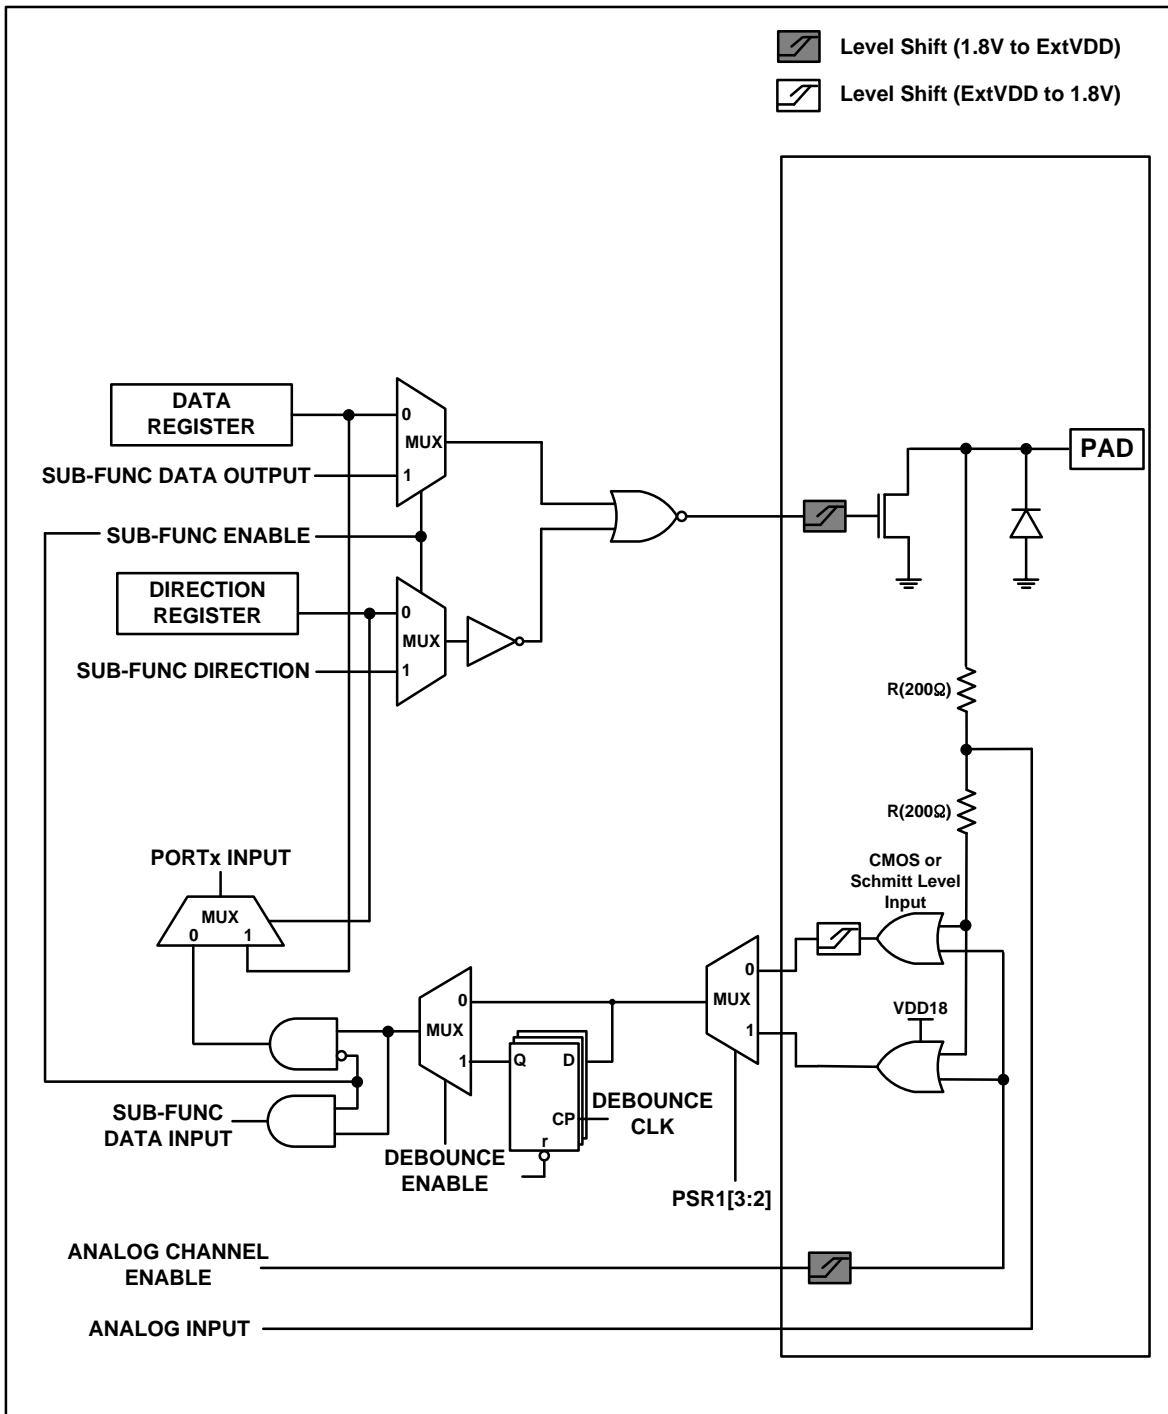 Level Shift (1.8V to ExtVDD)
Level Shift (ExtVDD to 1.8V)
DATA
REGISTER
0
MUX
1
SUB-FUNC DATA OUTPUT
PAD
SUB-FUNC ENABLE
DIRECTION
REGISTER
0
MUX
1
SUB-FUNC DIRECTION
R(200Ω)
R(200Ω)
PORTx INPUT
MUX
0 1
CMOS or
Schmitt Level
Input
0
MUX
1
VDD18
0
MUX
1
Q D
CP
r
DEBOUNCE
CLK
SUB-FUNC
DATA INPUT
DEBOUNCE
ENABLE
PSR1[3:2]
ANALOG CHANNEL
ENABLE
ANALOG INPUT